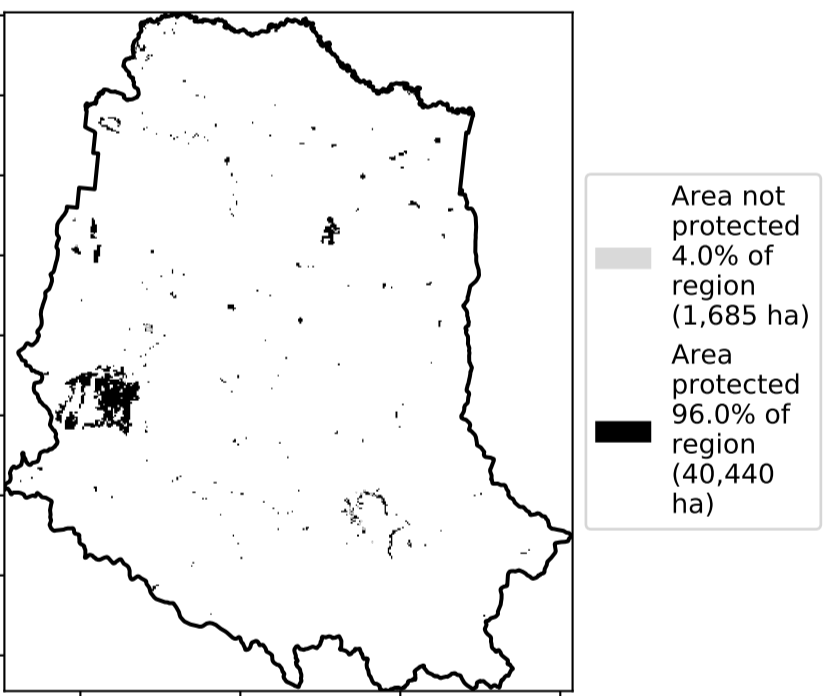 Area not
protected
4.0% of
region
(1,685 ha)
Area
protected
96.0% of
region
(40,440
ha)